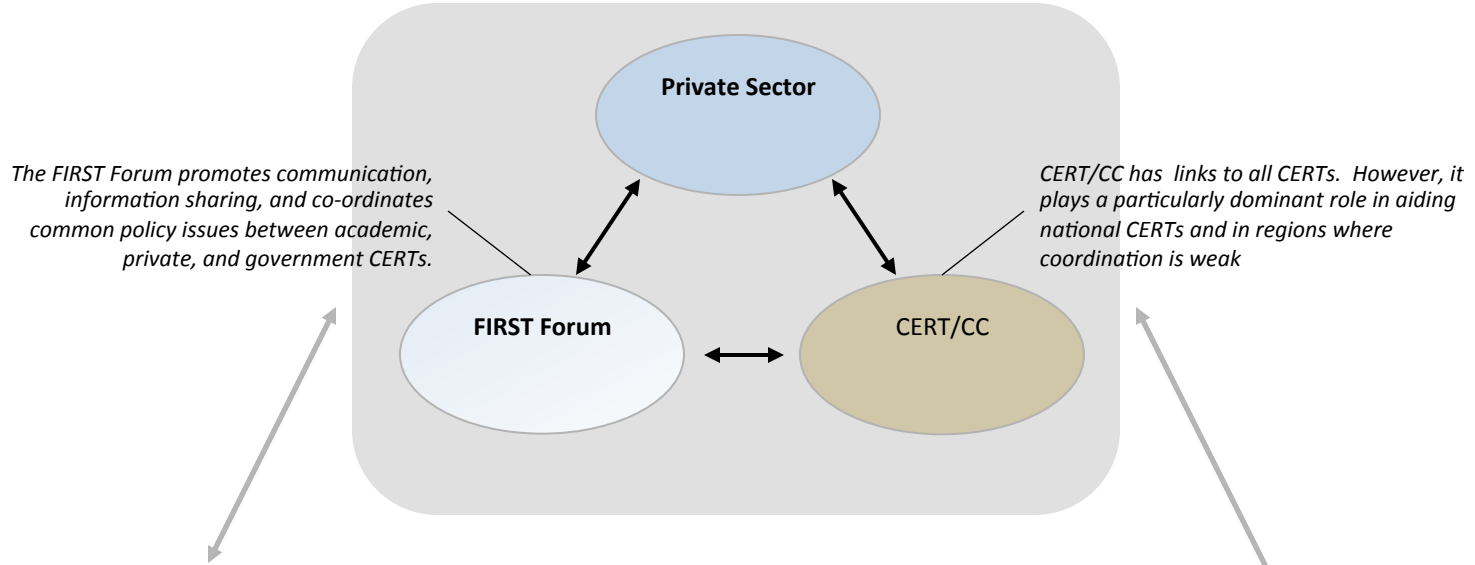 Private Sector
The FIRST Forum promotes communication,
information sharing, and co-ordinates
common policy issues between academic,
private, and government CERTs.
CERT/CC has links to all CERTs. However, it
plays a particularly dominant role in aiding
national CERTs and in regions where
coordination is weak
FIRST Forum
CERT/CC